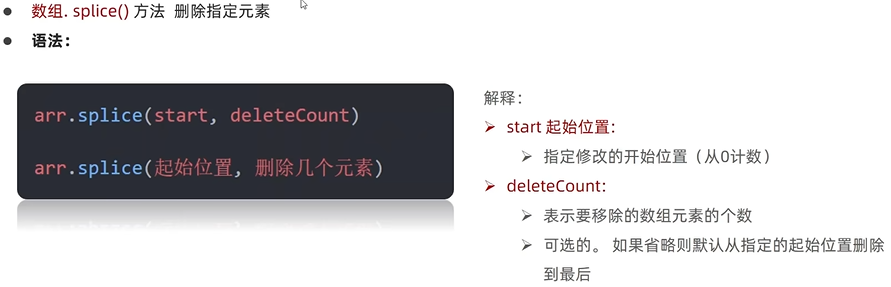 数组. splice() 方法 删除指定元素
语法：
arr.splice(start, deleteCount)
arr.splice(起始位置, 删除几个元素)
解释：
start 起始位置:
指定修改的开始位置（从0计数）
deleteCount:
表示要移除的数组元素的个数
可选的。 如果省略则默认从指定的起始位置删除
到最后